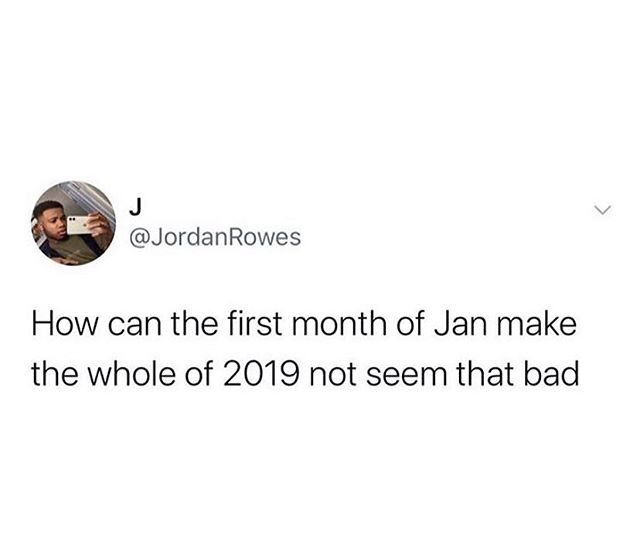 J
@JordanRowes
How can the first month of Jan make
the whole of 2019 not seem that bad